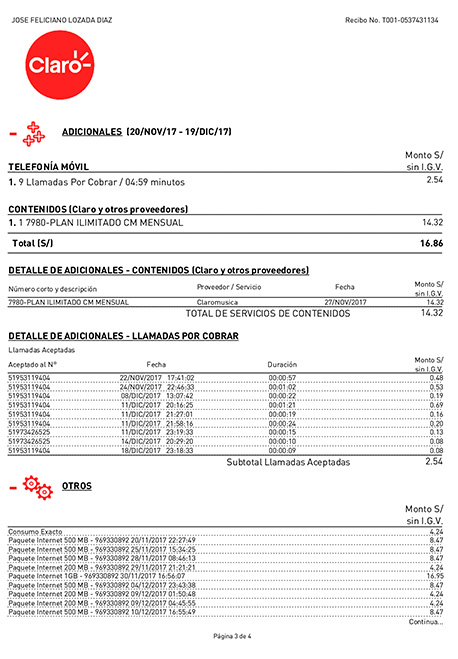 JOSE FELICIANO LOZADA DIAZ Recibo No. T001-0537431134
Claro
ADICIONALES (20/NOV/17 - 19/DIC/17)
Monto S/
TELEFONÍA MÓVIL sin I.G.V.
1. 9 Llamadas Por Cobrar / 04:59 minutos 2.54
CONTENIDOS (Claro y otros proveedores)
1. 1 7980-PLAN ILIMITADO CM MENSUAL 14.32
Total (S/) 16.86
DETALLE DE ADICIONALES - CONTENIDOS (Claro y otros proveedores)
Número corto y descripción Proveedor / Servicio Fecha Monto S/
sin I.G.V.
7980-PLAN ILIMITADO CM MENSUAL Claromusica 27/NOV/2017 14.32
TOTAL DE SERVICIOS DE CONTENIDOS 14.32
DETALLE DE ADICIONALES - LLAMADAS POR COBRAR
Llamadas Aceptadas
Aceptado al Nº Fecha Duración Monto S/
sin I.G.V.
51953119404 22/NOV/2017 17:41:02 00:00:57 0.48
51953119404 24/NOV/2017 22:46:33 00:01:02 0.53
51953119404 08/DIC/2017 13:07:42 00:00:22 0.19
51953119404 11/DIC/2017 20:16:25 00:01:21 0.69
51953119404 11/DIC/2017 21:27:01 00:00:19 0.16
51953119404 11/DIC/2017 21:58:16 00:00:24 0.20
51973426525 11/DIC/2017 23:19:33 00:00:15 0.13
51973426525 14/DIC/2017 20:29:20 00:00:10 0.08
51953119404 18/DIC/2017 23:18:33 00:00:09 0.08
Subtotal Llamadas Aceptadas 2.54
OTROS
Monto S/
sin I.G.V.
Consumo Exacto 4.24
Paquete Internet 500 MB - 969330892 20/11/2017 22:27:49 8.47
Paquete Internet 500 MB - 969330892 25/11/2017 15:34:25 8.47
Paquete Internet 500 MB - 969330892 28/11/2017 08:46:13 8.47
Paquete Internet 200 MB - 969330892 29/11/2017 21:21:21 4.24
Paquete Internet 1GB - 969330892 30/11/2017 16:56:07 16.95
Paquete Internet 500 MB - 969330892 04/12/2017 23:43:38 8.47
Paquete Internet 200 MB - 969330892 09/12/2017 01:50:48 4.24
Paquete Internet 200 MB - 969330892 09/12/2017 04:45:55 4.24
Paquete Internet 500 MB - 969330892 10/12/2017 16:55:49 8.47
Continua...
Página 3 de 4